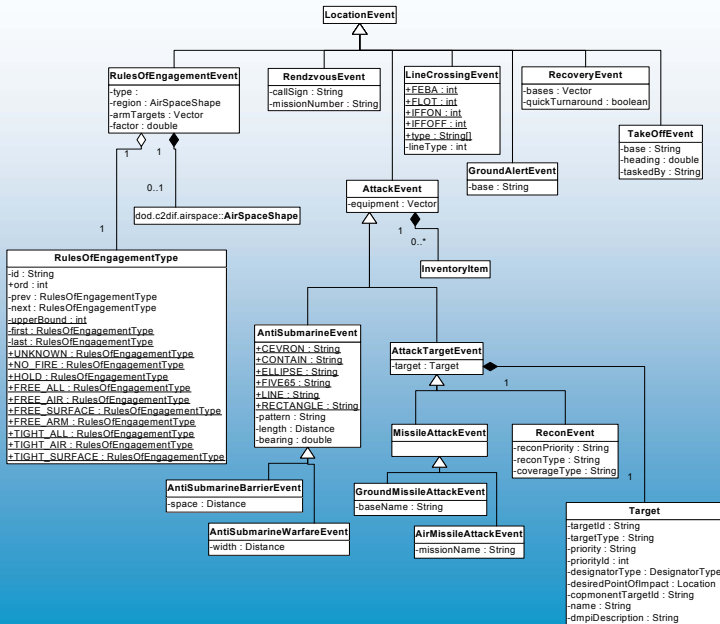 LocationEvent
RulesOfEngagementEvent
-type :
-region : AirSpaceShape
-armTargets : Vector
-factor : double
RendzvousEvent
-callSign : String
-missionNumber : String
LineCrossingEvent
+FEBA : int
+FLOT : int
+IFFON : int
+IFFOFF : int
+type : String[]
-lineType : int
RecoveryEvent
-bases : Vector
-quickTurnaround : boolean
TakeOffEvent
-base : String
-heading : double
-taskedBy : String
GroundAlertEvent
-base : String
1
1
0..1
1
dod.c2dif.airspace::AirSpaceShape
AttackEvent
-equipment : Vector
1
0..*
InventoryItem
RulesOfEngagementType
-id : String
+ord : int
-prev : RulesOfEngagementType
-next : RulesOfEngagementType
-upperBound : int
-first : RulesOfEngagementType
-last : RulesOfEngagementType
+UNKNOWN : RulesOfEngagementType
+NO_FIRE : RulesOfEngagementType
+HOLD : RulesOfEngagementType
+FREE_ALL : RulesOfEngagementType
+FREE_AIR : RulesOfEngagementType
+FREE_SURFACE : RulesOfEngagementType
+FREE_ARM : RulesOfEngagementType
+TIGHT_ALL : RulesOfEngagementType
+TIGHT_AIR : RulesOfEngagementType
+TIGHT_SURFACE : RulesOfEngagementType
AntiSubmarineEvent
+CEVRON : String
+CONTAIN : String
+ELLIPSE : String
+FIVE65 : String
+LINE : String
+RECTANGLE : String
-pattern : String
-length : Distance
-bearing : double
AttackTargetEvent
-target : Target
1
1
MissileAttackEvent
ReconEvent
-reconPriority : String
-reconType : String
-coverageType : String
AntiSubmarineBarrierEvent
-space : Distance
AntiSubmarineWarfareEvent
-width : Distance
GroundMissileAttackEvent
-baseName : String
AirMissileAttackEvent
-missionName : String
Target
-targetId : String
-targetType : String
-priority : String
-priorityId : int
-designatorType : DesignatorType
-desiredPointOfImpact : Location
-copmonentTargetId : String
-name : String
-dmpiDescription : String